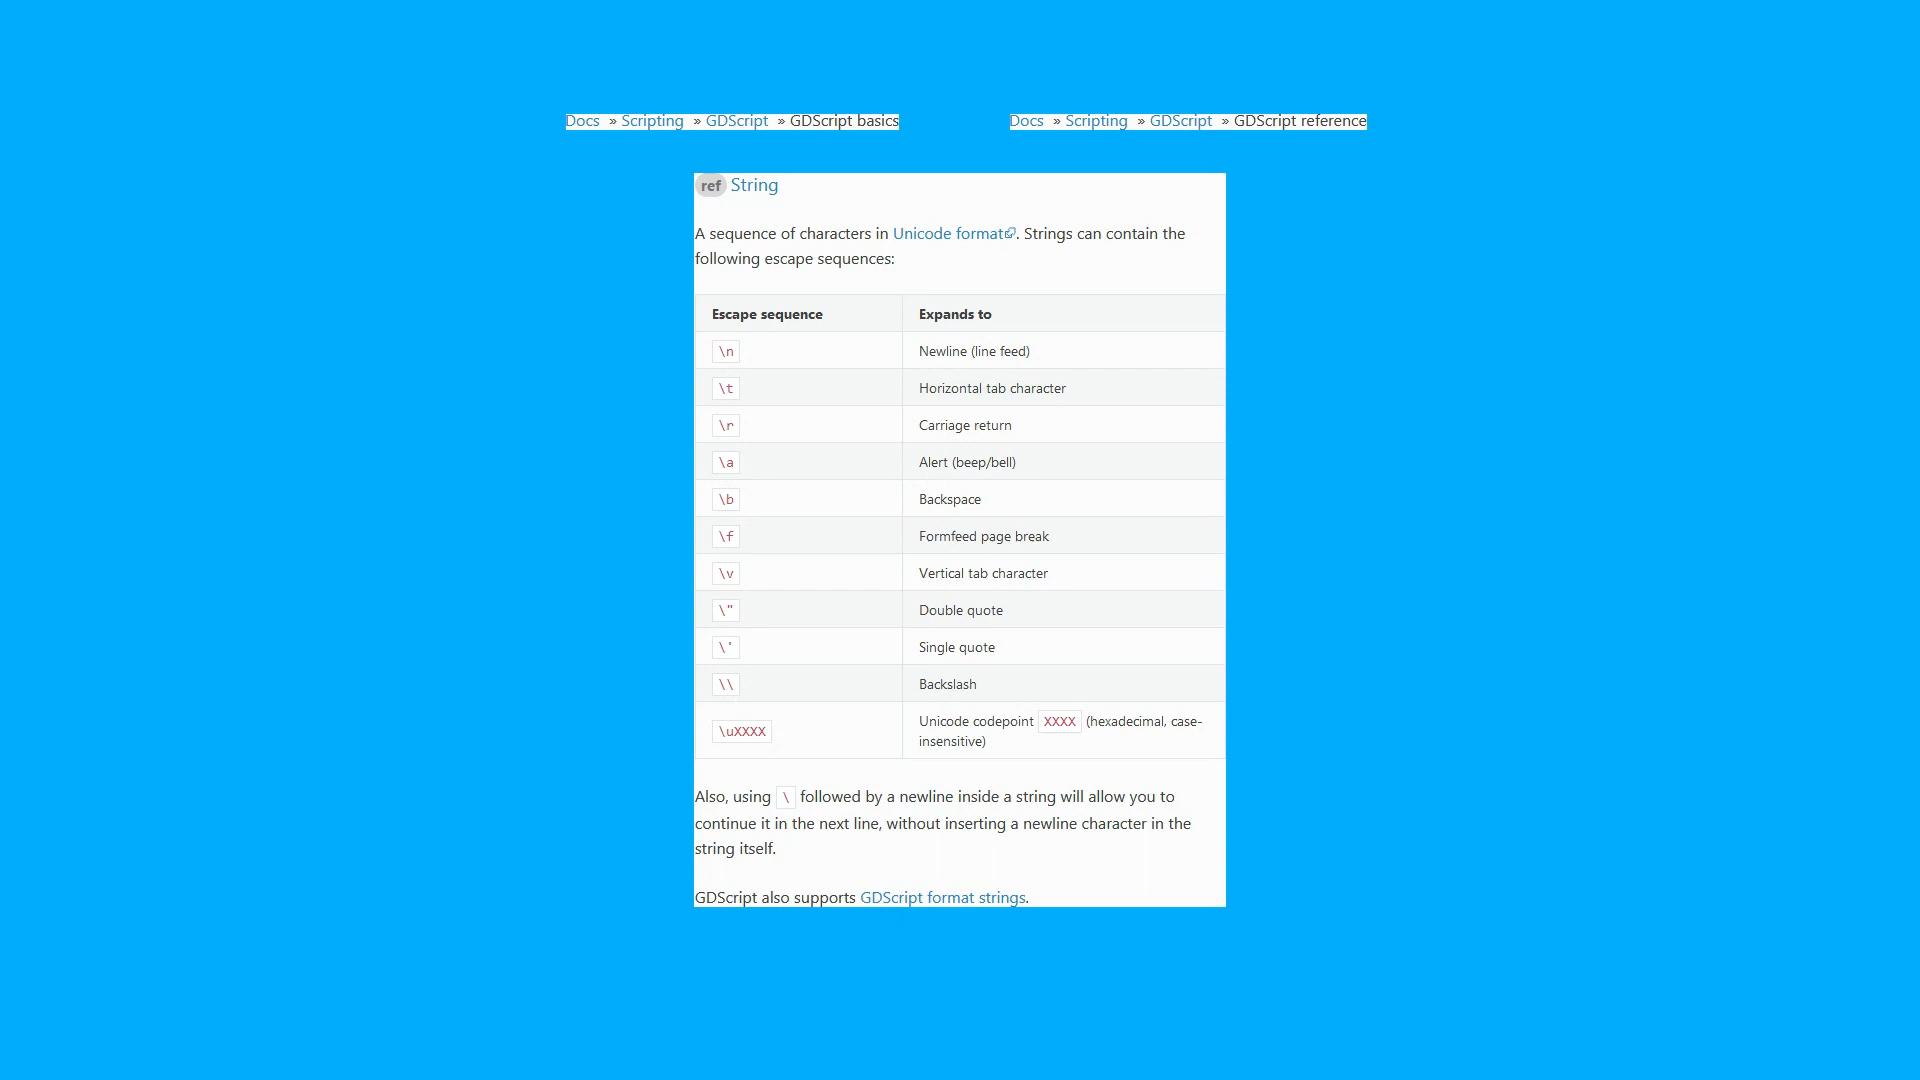 Docs » Scripting » GDScript » GDScript basics
Docs » Scripting » GDScript » GDScript reference
ref String
A sequence of characters in Unicode format. Strings can contain the
following escape sequences:
Escape sequence Expands to
\n Newline (line feed)
\t Horizontal tab character
\r Carriage return
\a Alert (beep/bell)
\b Backspace
\f Formfeed page break
\v Vertical tab character
\" Double quote
\' Single quote
\\ Backslash
\uXXXX Unicode codepoint XXXX (hexadecimal, case-
insensitive)
Also, using \ followed by a newline inside a string will allow you to
continue it in the next line, without inserting a newline character in the
string itself.
GDScript also supports GDScript format strings.